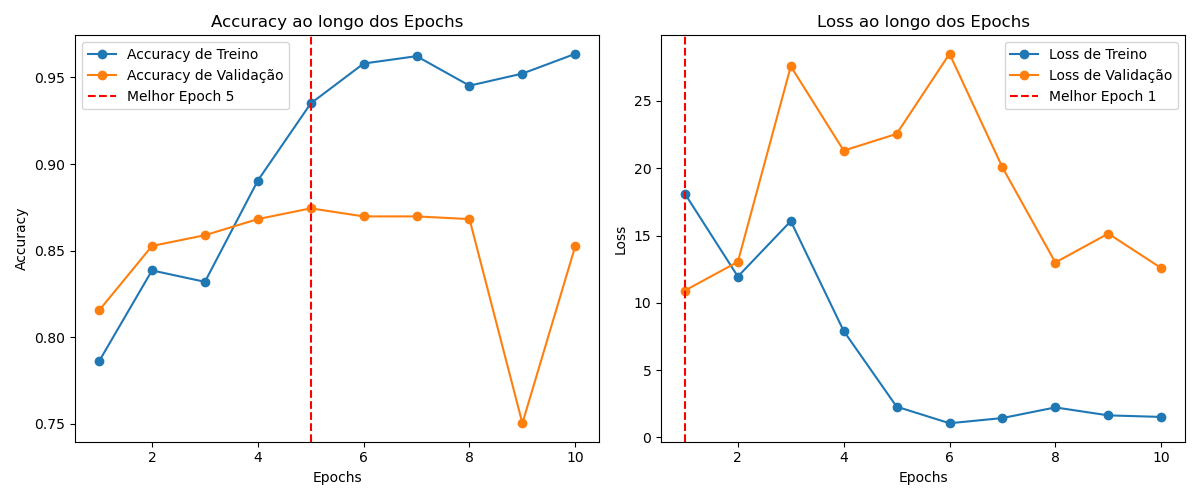 Accuracy ao longo dos Epochs
Accuracy de Treino
Accuracy de Validação
Melhor Epoch 5
0.95
0.90
0.85
0.80
0.75
Accuracy
2 4 6 8 10
Epochs
Loss ao longo dos Epochs
Loss de Treino
Loss de Validação
Melhor Epoch 1
25
20
15
10
5
0
Loss
2 4 6 8 10
Epochs